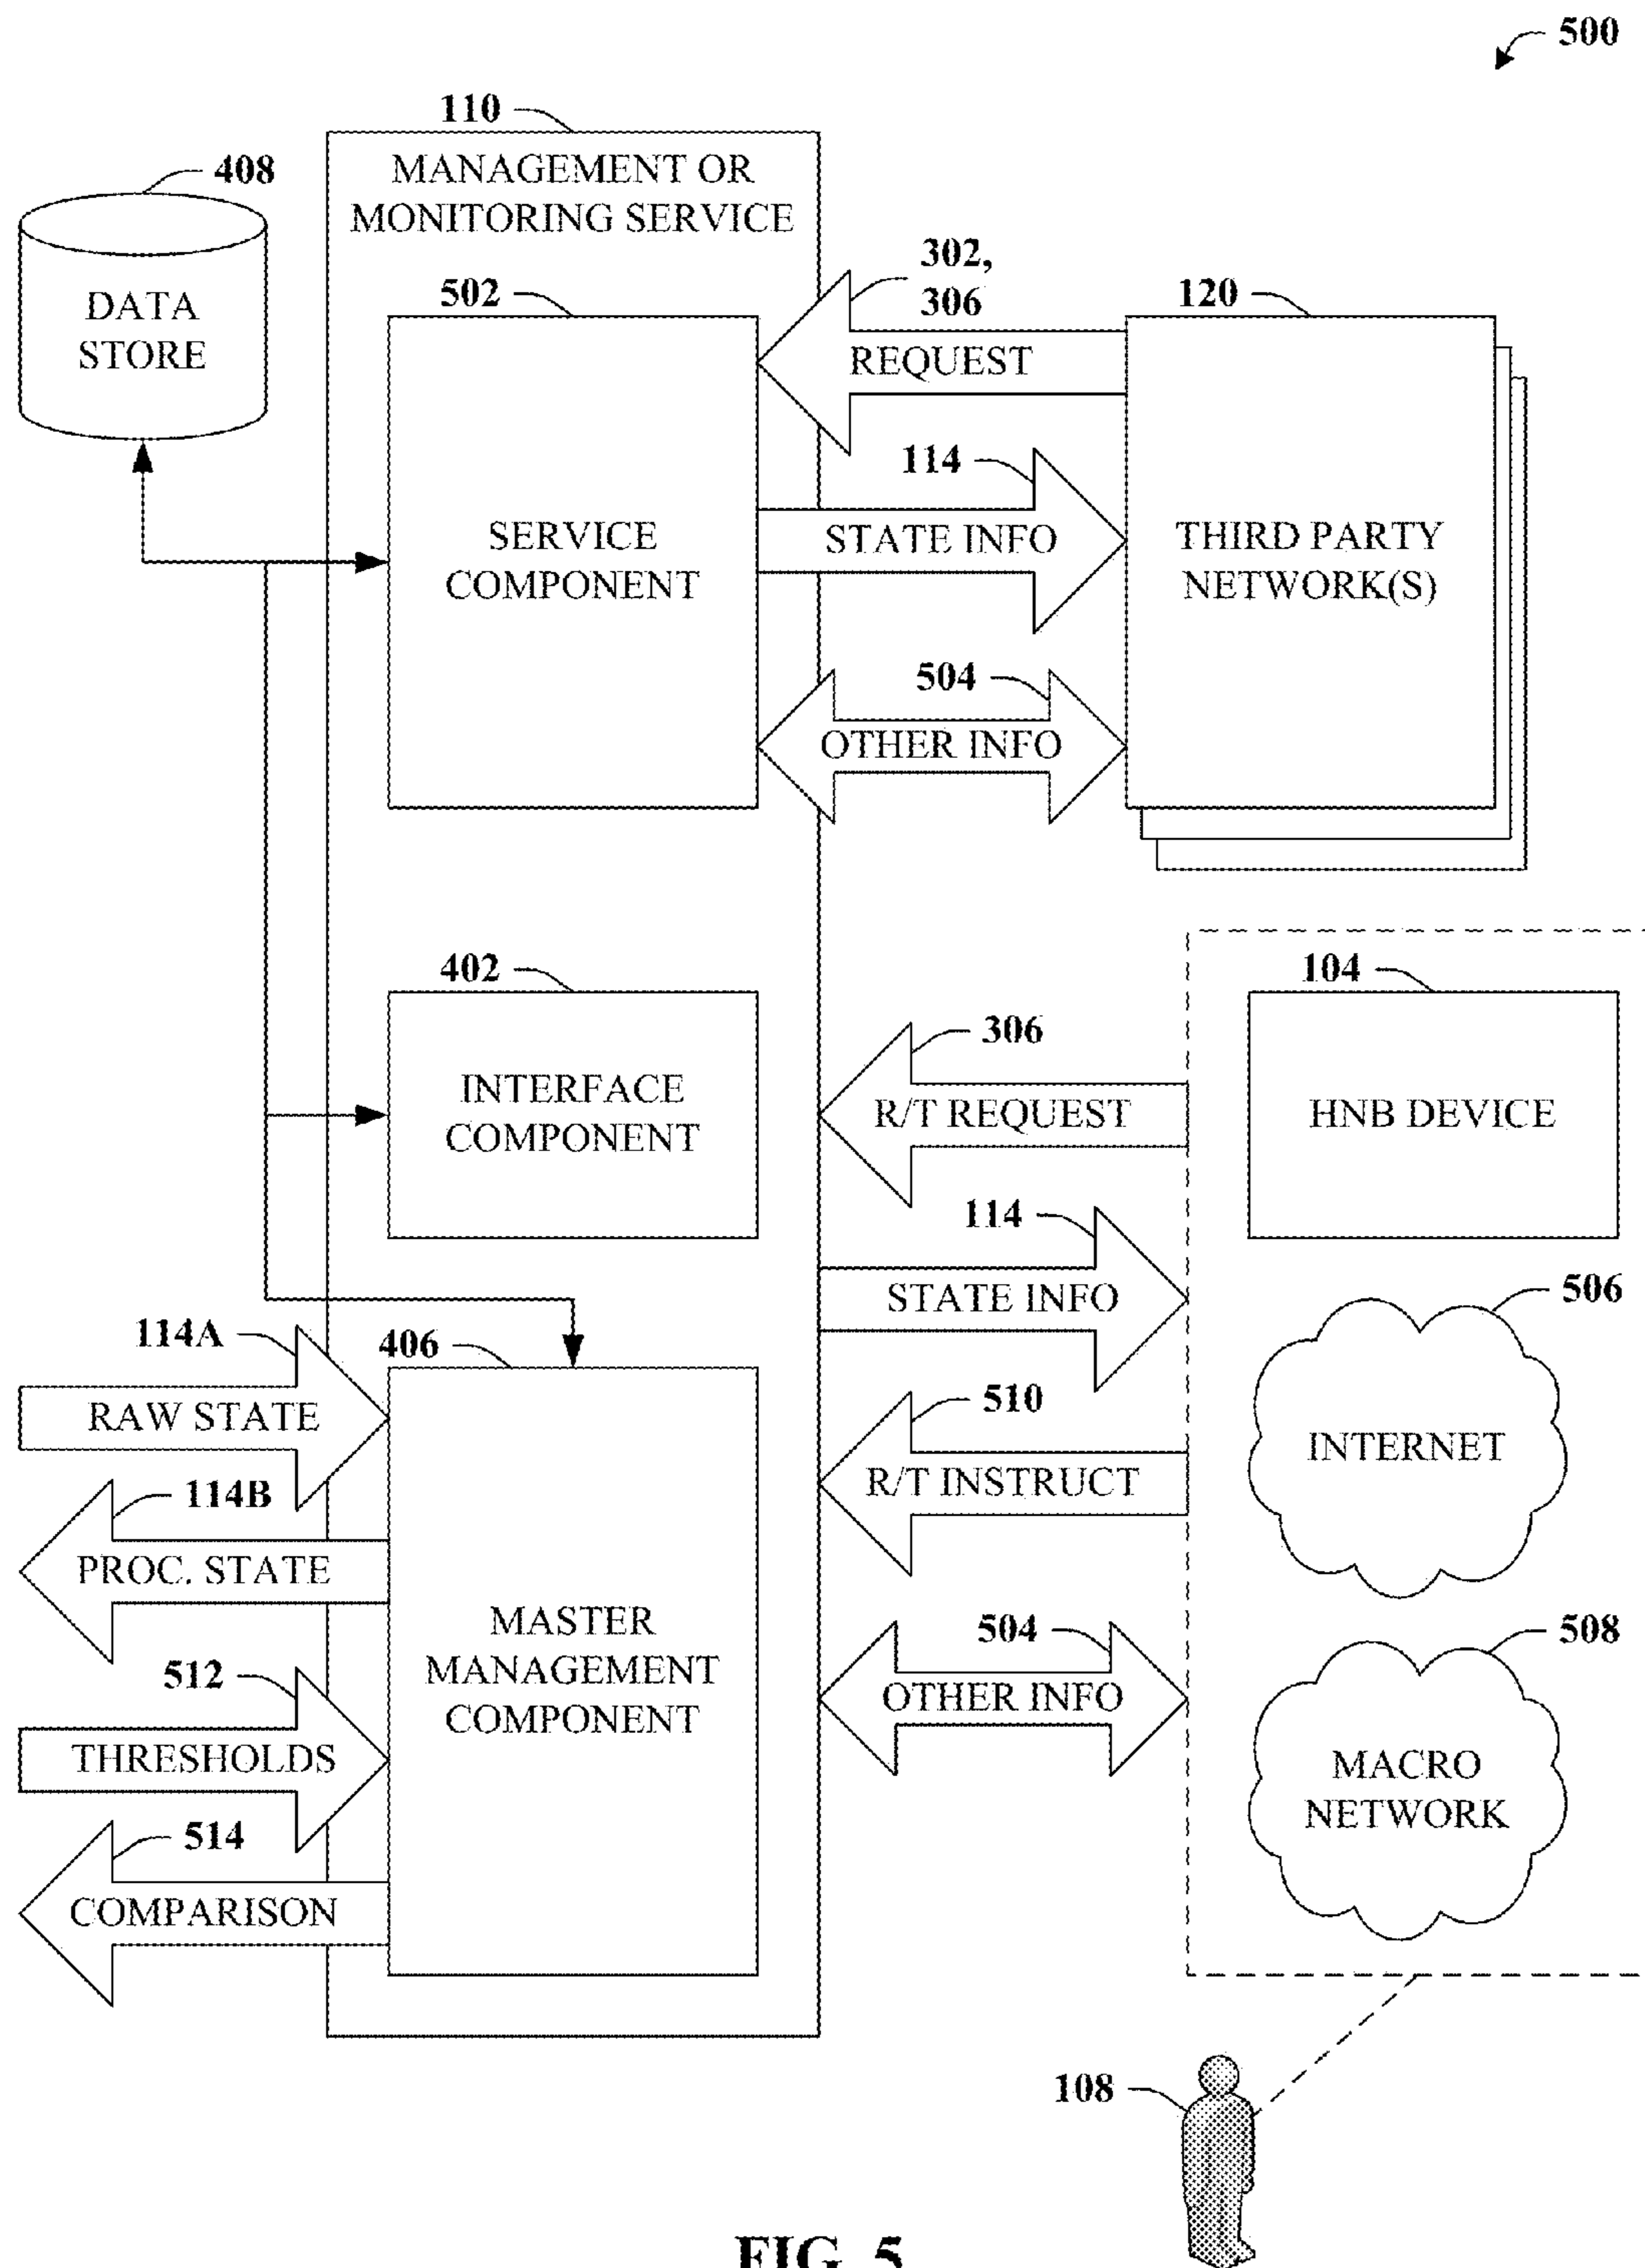 500
110
MANAGEMENT OR
MONITORING SERVICE
408
DATA
STORE
502
SERVICE
COMPONENT
302,
306
REQUEST
114
STATE INFO
504
OTHER INFO
120
THIRD PARTY
NETWORK(S)
402
INTERFACE
COMPONENT
104
HNB DEVICE
306
R/T REQUEST
114
STATE INFO
506
INTERNET
510
R/T INSTRUCT
504
OTHER INFO
508
MACRO
NETWORK
114A
RAW STATE
406
MASTER
MANAGEMENT
COMPONENT
114B
PROC. STATE
512
THRESHOLDS
514
COMPARISON
108
FIG. 5